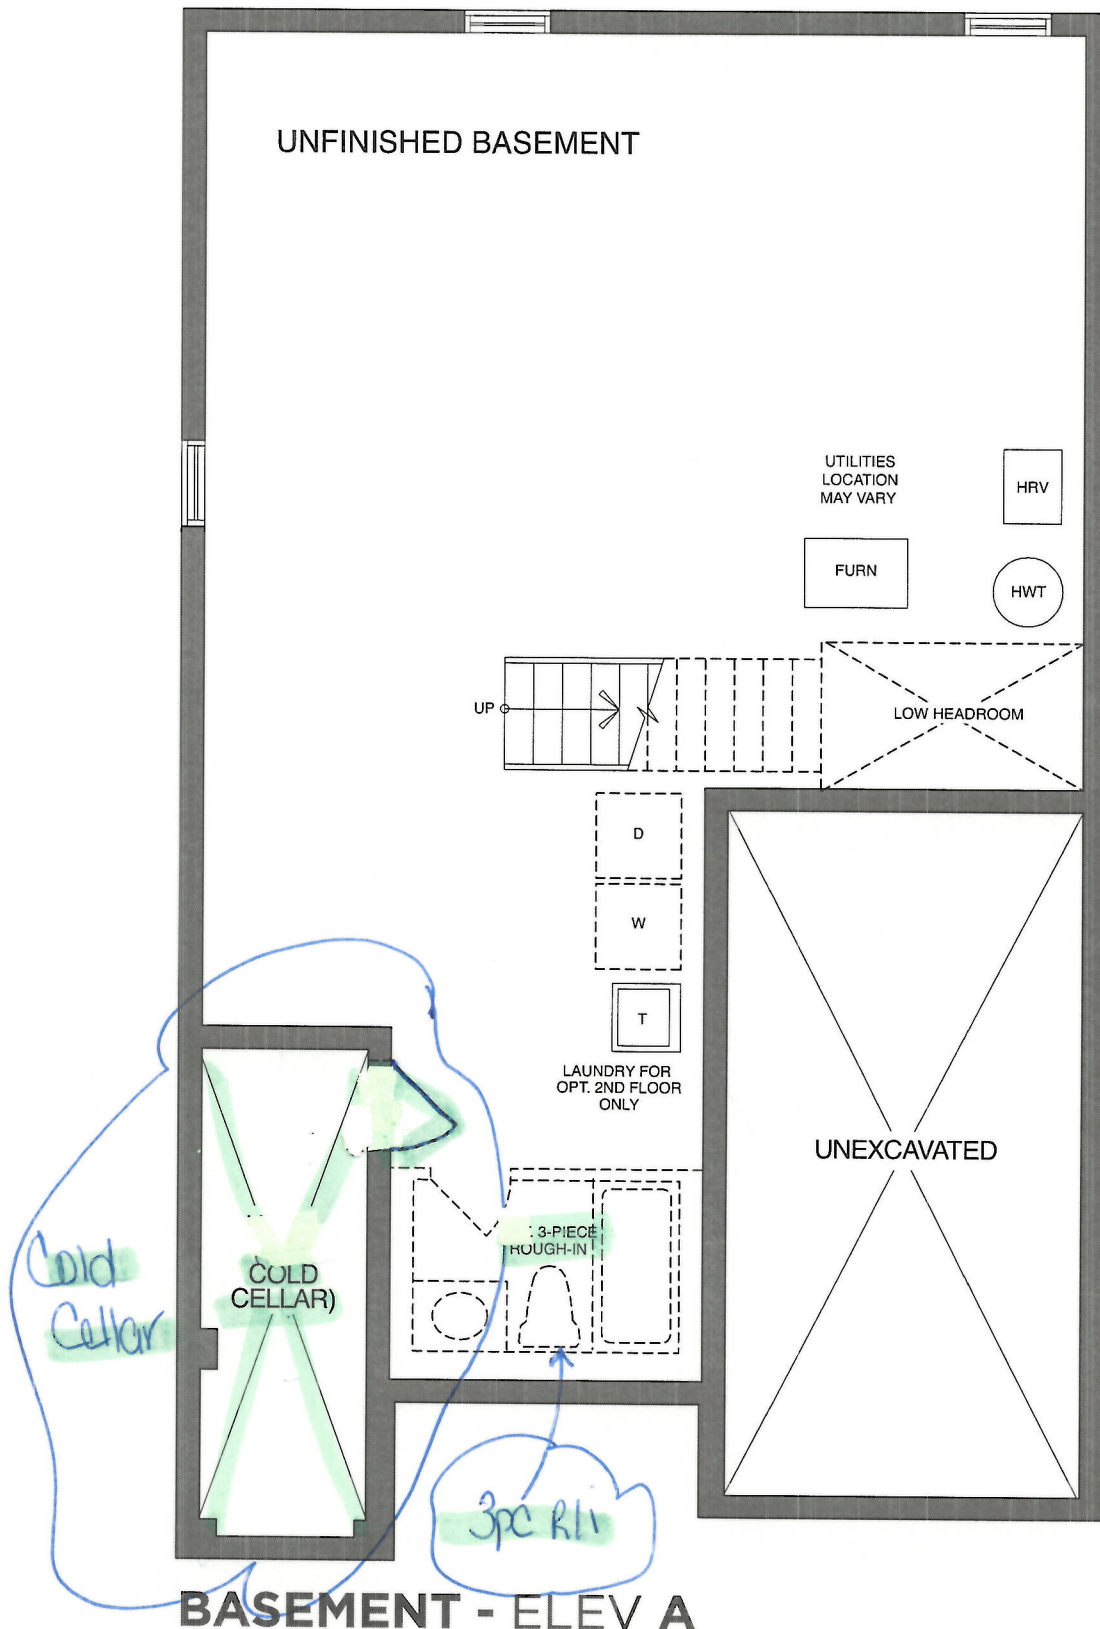 UNFINISHED BASEMENT
UTILITIES
LOCATION
MAY VARY
HRV
FURN
HWT
UP
LOW HEADROOM
D
W
T
LAUNDRY FOR
OPT. 2ND FLOOR
ONLY
UNEXCAVATED
3-PIECE
ROUGH-IN
COLD
CELLAR)
Cold
Cellar
3pc R/i
BASEMENT - ELEV A